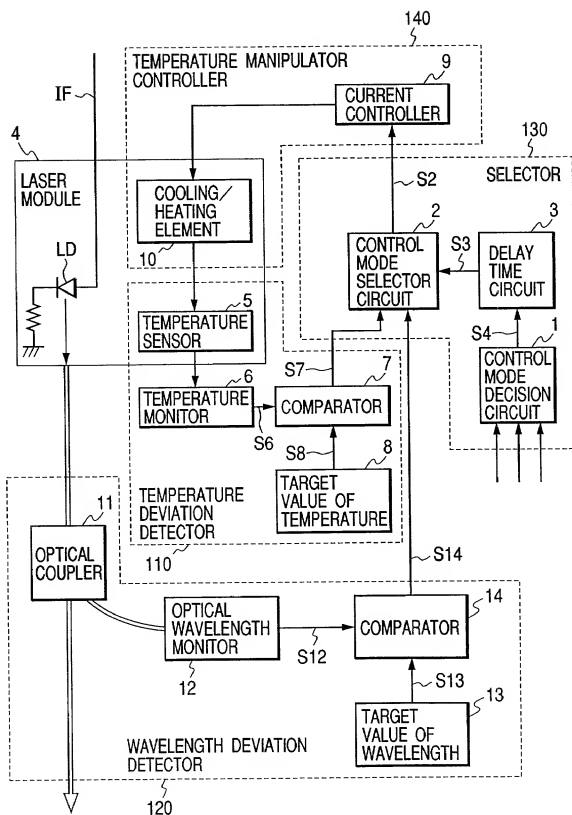 140
TEMPERATURE MANIPULATOR
CONTROLLER
9
CURRENT
CONTROLLER
IF
4
LASER
MODULE
130
SELECTOR
S2
COOLING/
HEATING
ELEMENT
10
2
CONTROL
MODE
SELECTOR
CIRCUIT
S3
3
DELAY
TIME
CIRCUIT
LD
5
TEMPERATURE
SENSOR
S4
1
CONTROL
MODE
DECISION
CIRCUIT
6
TEMPERATURE
MONITOR
S7
7
COMPARATOR
S6
S8
8
TARGET
VALUE OF
TEMPERATURE
TEMPERATURE
DEVIATION
DETECTOR
110
11
OPTICAL
COUPLER
S14
OPTICAL
WAVELENGTH
MONITOR
12
S12
14
COMPARATOR
S13
13
TARGET
VALUE OF
WAVELENGTH
WAVELENGTH DEVIATION
DETECTOR
120